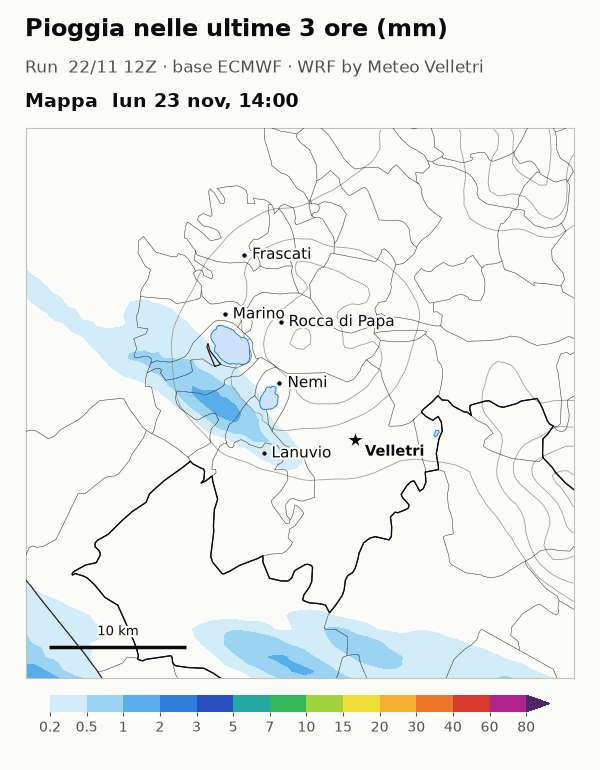 Pioggia nelle ultime 3 ore (mm)
Run  22/11 12Z · base ECMWF · WRF by Meteo Velletri
Mappa  lun 23 nov, 14:00
Frascati
Marino
Rocca di Papa
Nemi
Velletri
Lanuvio
10 km
0.2 0.5 1 2 3 5 7 10 15 20 30 40 60 80